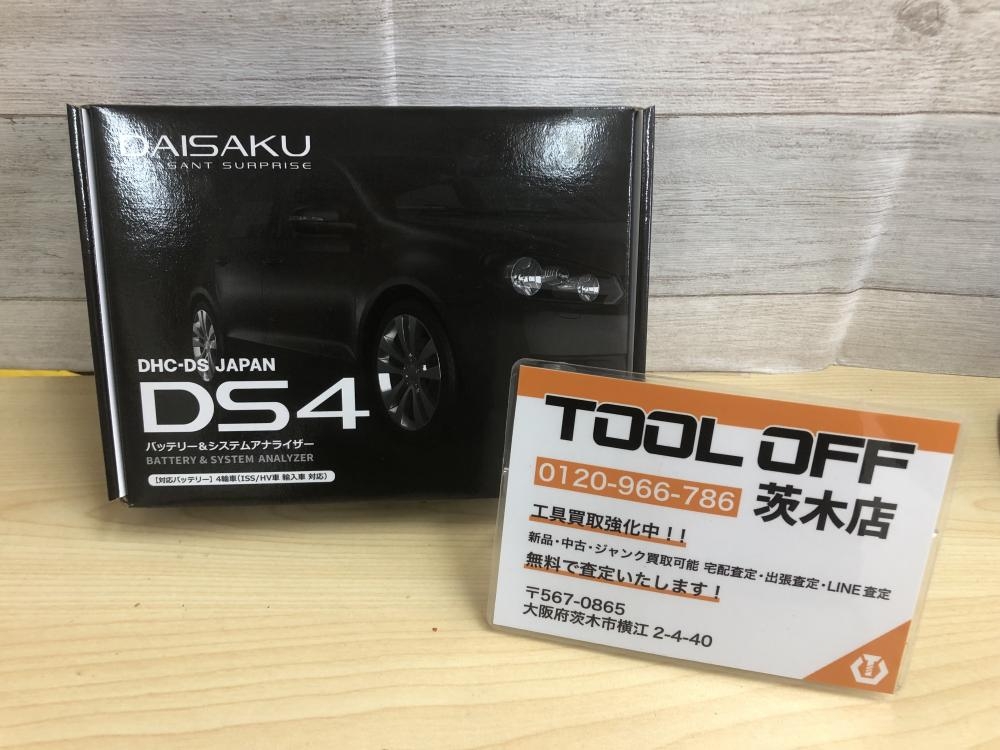 DAISAKU
PLEASANT SURPRISE
DHC-DS JAPAN
DS4
バッテリー&システムアナライザー
BATTERY & SYSTEM ANALYZER
【対応バッテリー】4輪車(ISS/HV車 輸入車 対応)
TOOL OFF
0120-966-786
茨木店
工具買取強化中!!
新品・中古・ジャンク買取可能 宅配査定・出張査定・LINE査定
無料で査定いたします!
〒567-0865
大阪府茨木市横江 2-4-40